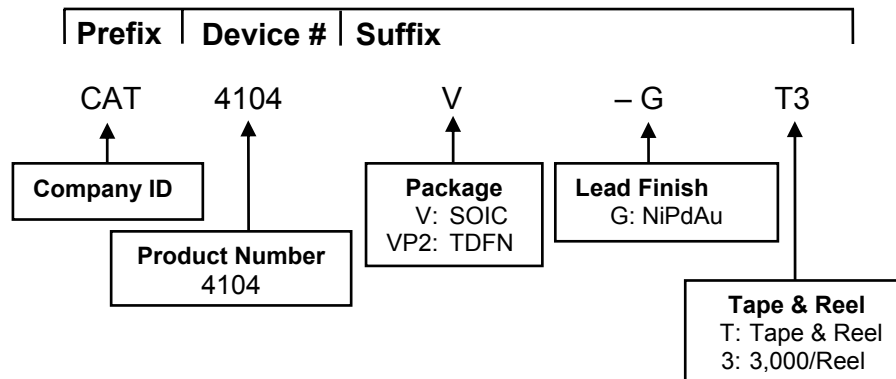 Prefix Device # Suffix
CAT 4104 V – G T3
Company ID
Product Number
4104
Package
V: SOIC
VP2: TDFN
Lead Finish
G: NiPdAu
Tape & Reel
T: Tape & Reel
3: 3,000/Reel